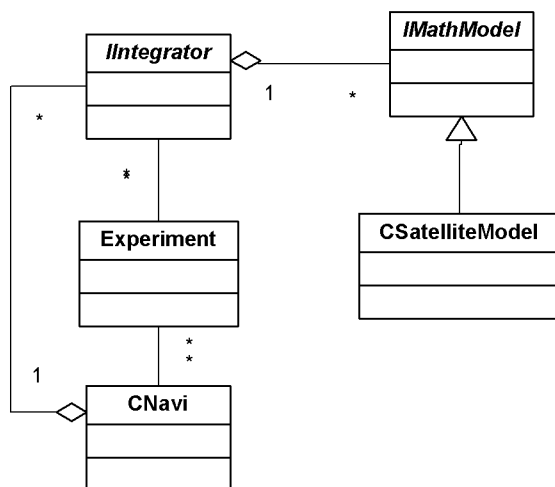 IIntegrator
IMathModel
1
*
*
*
*
Experiment
CSatelliteModel
*
*
1
CNavi